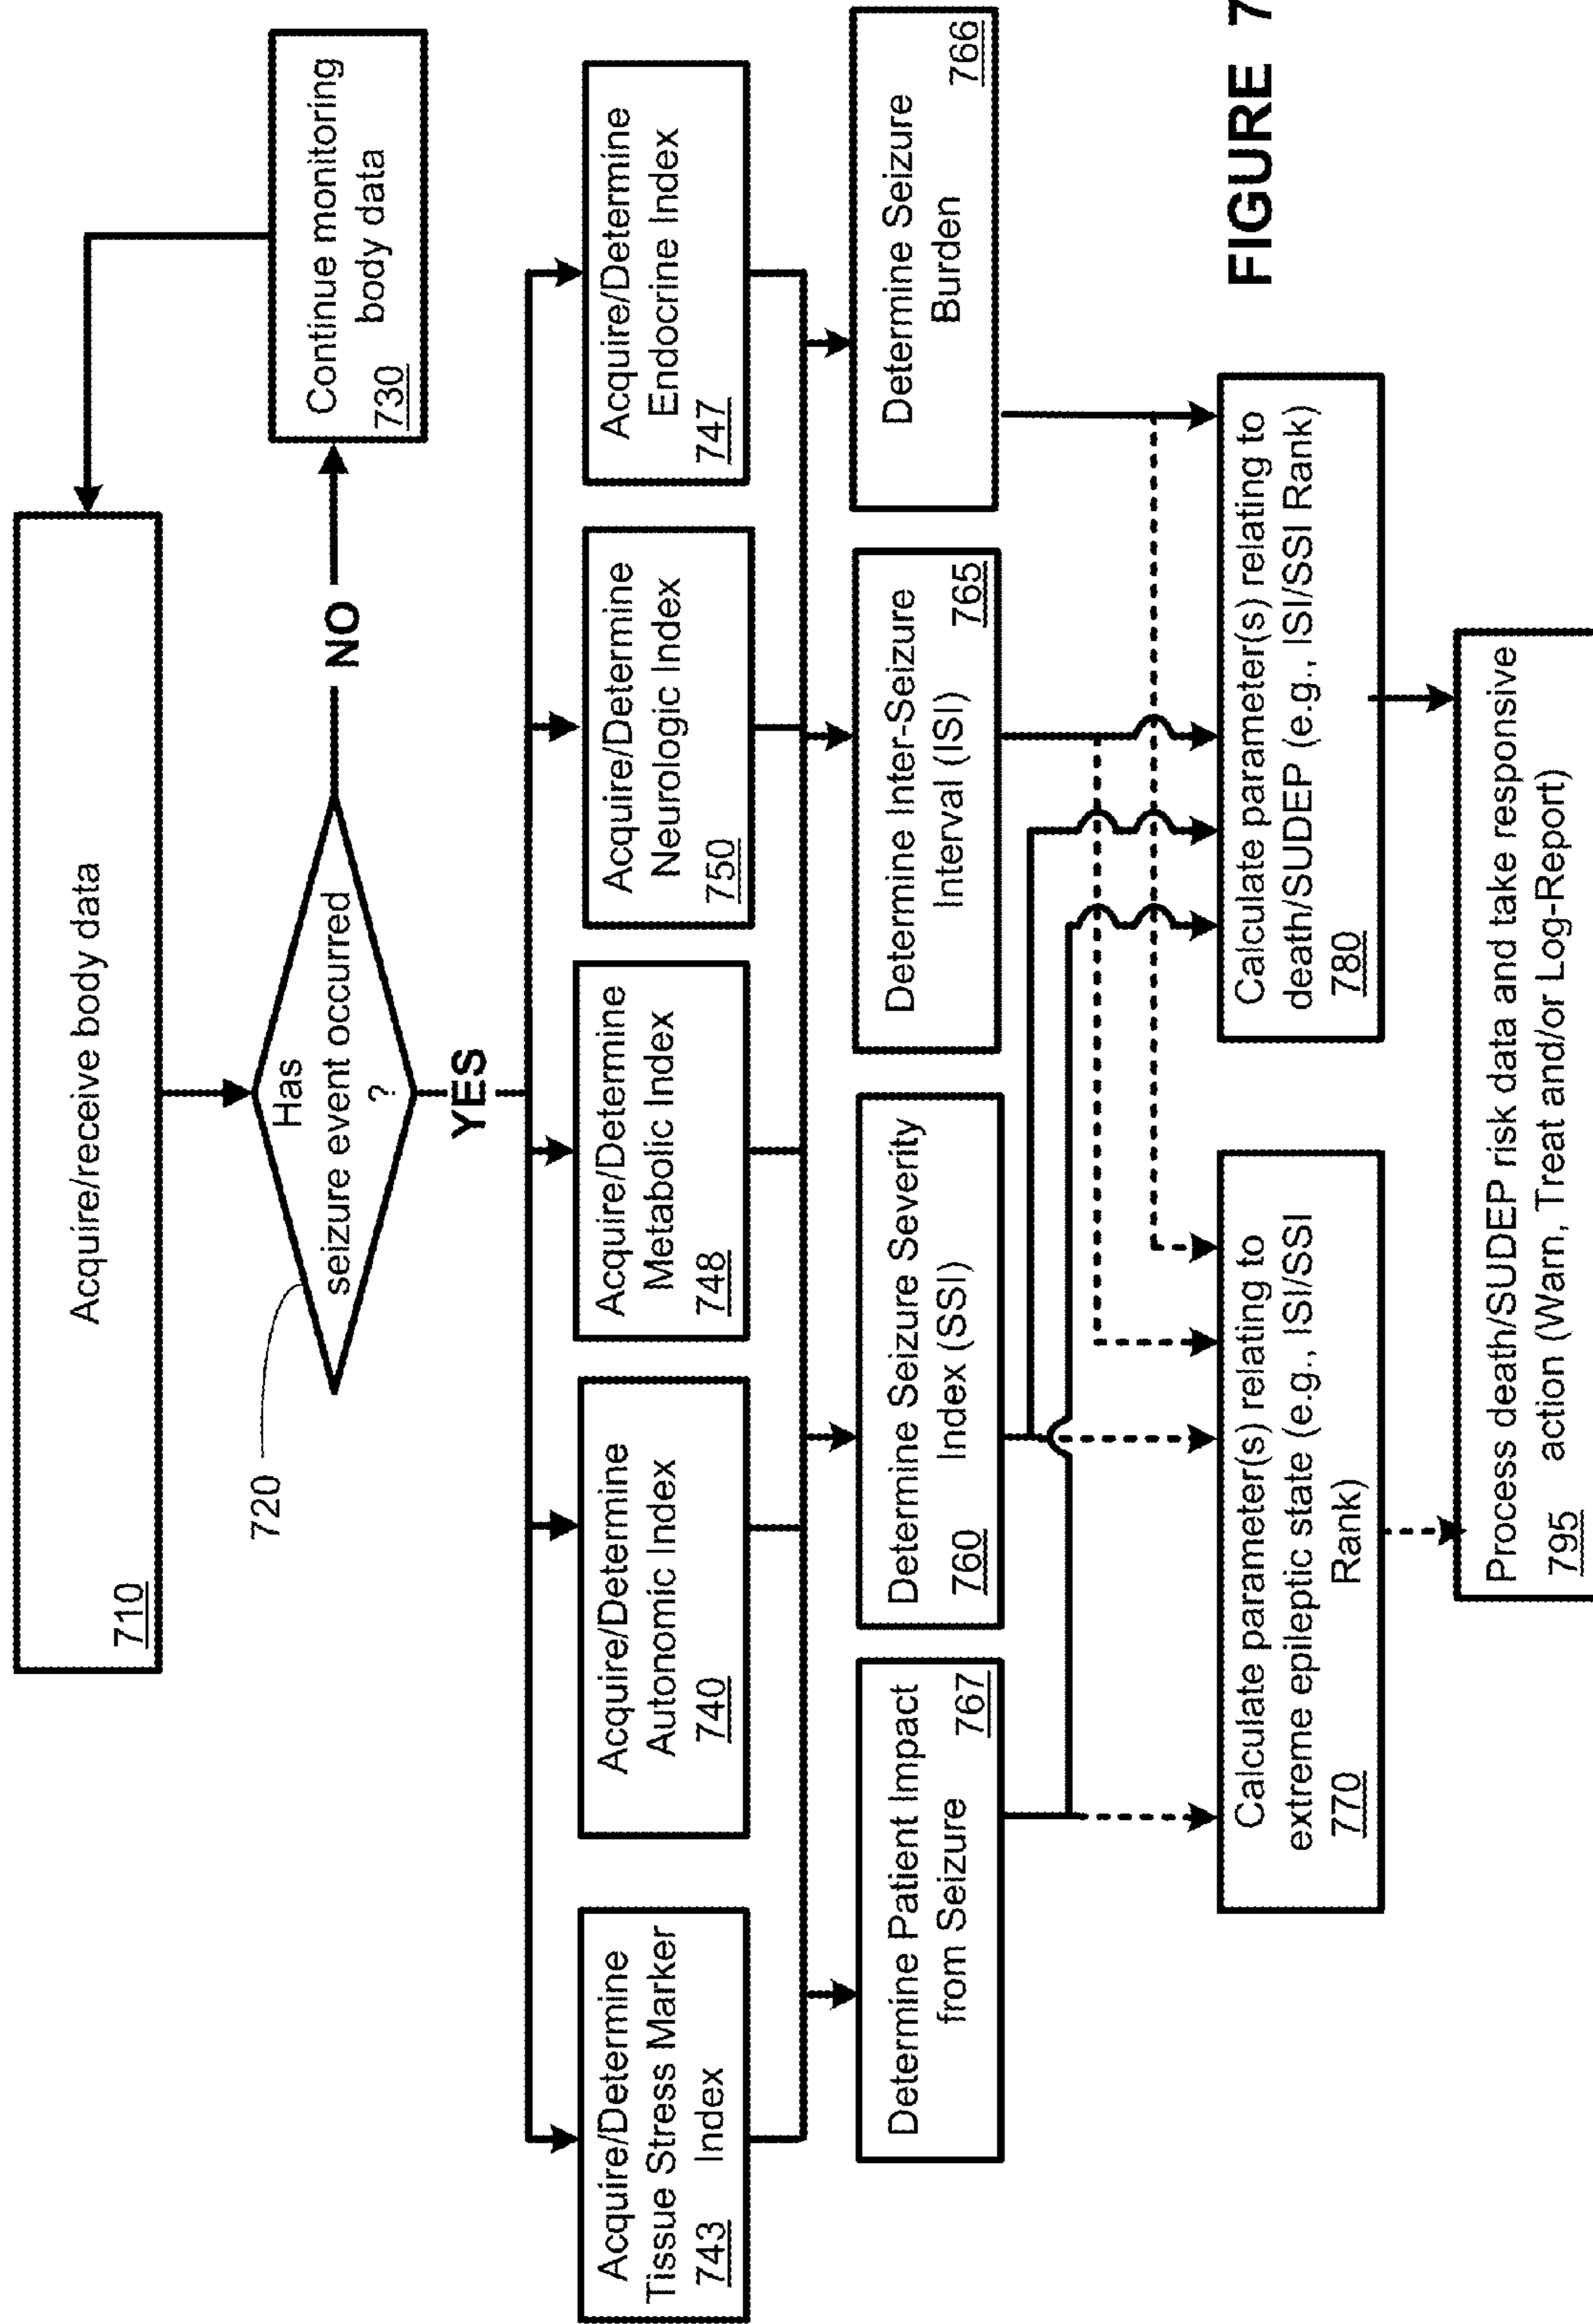 Acquire/receive body data
710
Has
seizure event occurred
?
720
NO
Continue monitoring
body data
730
YES
Acquire/Determine
Tissue Stress Marker
743 Index
Acquire/Determine
Autonomic Index
740
Acquire/Determine
Metabolic Index
748
Acquire/Determine
Neurologic Index
750
Acquire/Determine
Endocrine Index
747
Determine Patient Impact
from Seizure 767
Determine Seizure Severity
760 Index (SSI)
Determine Inter-Seizure
Interval (ISI) 765
Determine Seizure
Burden 766
Calculate parameter(s) relating to
extreme epileptic state (e.g., ISI/SSI
770 Rank)
Calculate parameter(s) relating to
death/SUDEP (e.g., ISI/SSI Rank)
780
Process death/SUDEP risk data and take responsive
795 action (Warn, Treat and/or Log-Report)
FIGURE 7